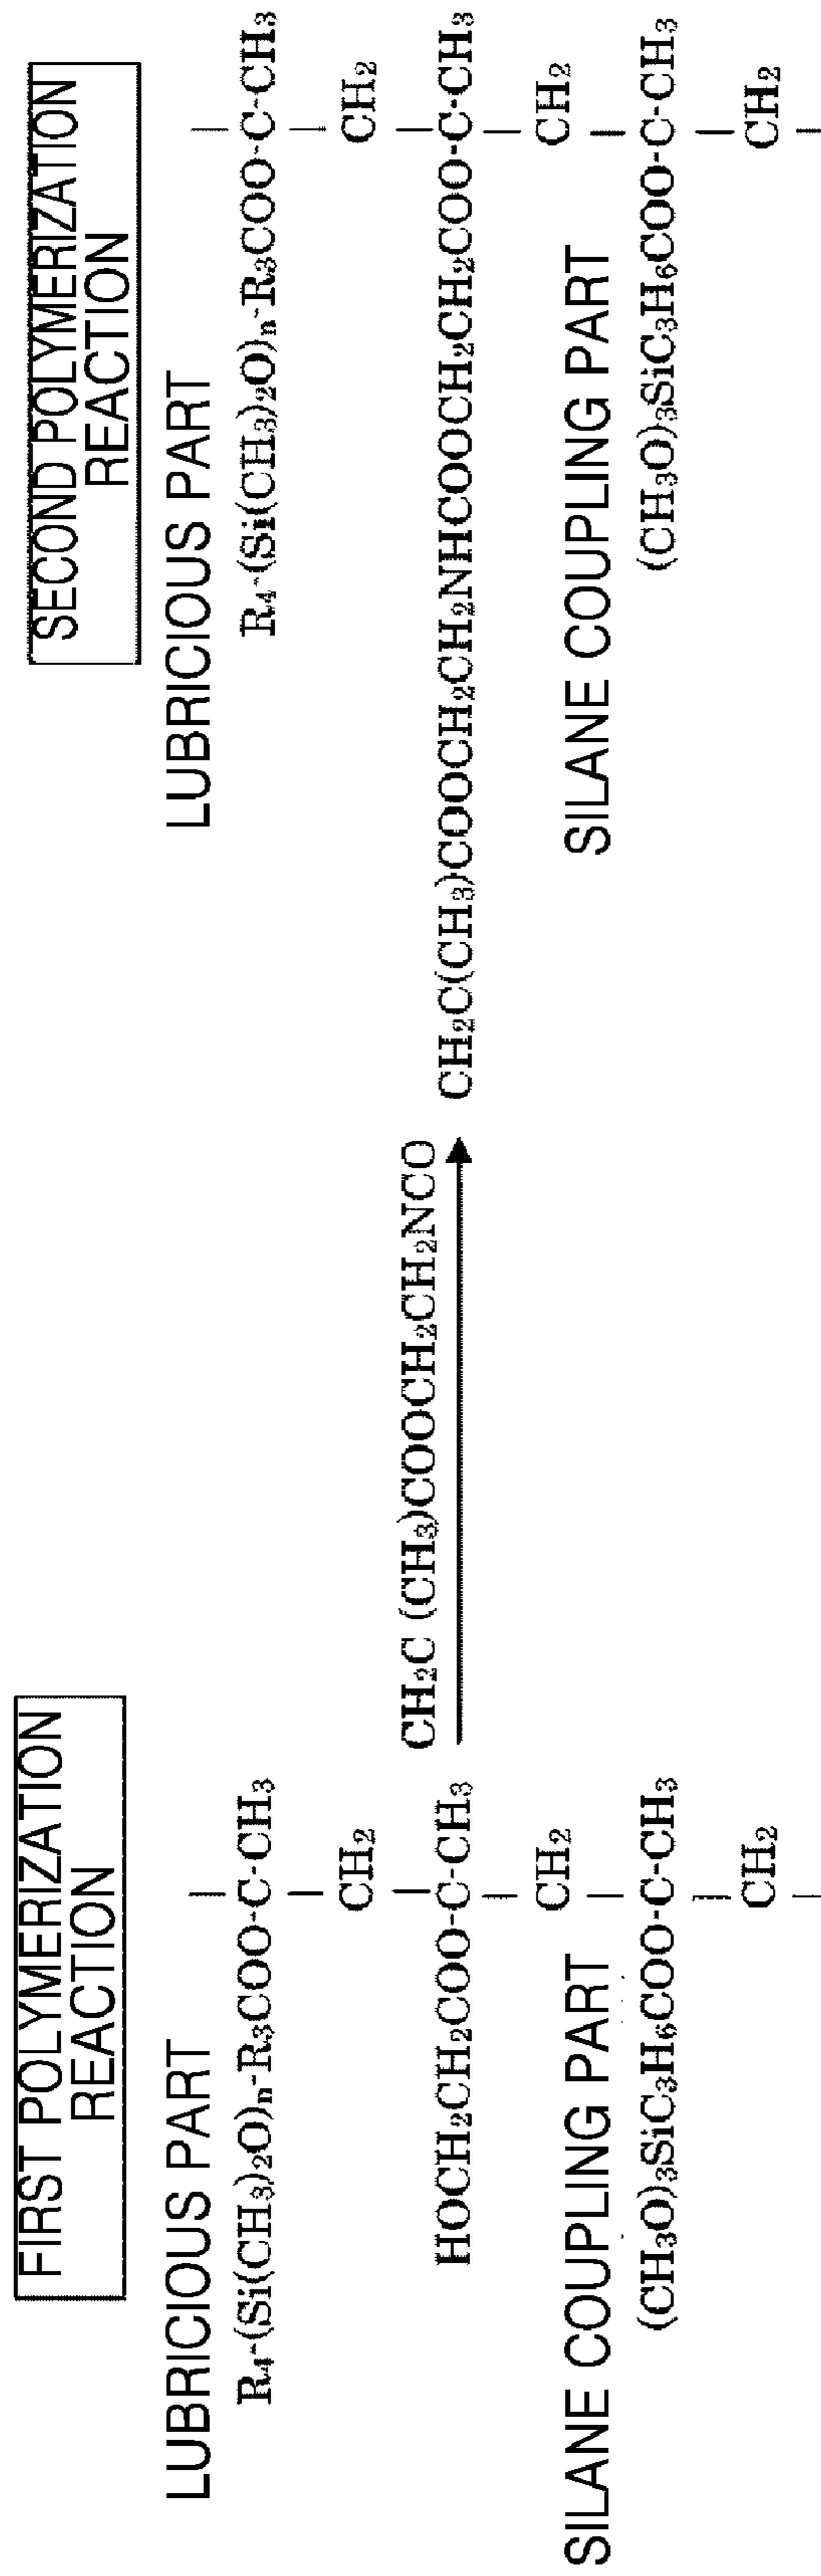 FIRST POLYMERIZATION
REACTION
LUBRICIOUS PART
R₄-(Si(CH₃)₂O)ₙ-R₃COO-C-CH₃
CH₂
HOCH₂CH₂COO-C-CH₃
CH₂
SILANE COUPLING PART
(CH₃O)₃SiC₃H₆COO-C-CH₃
CH₂
CH₂C (CH₃)COOCH₂CH₂NCO
SECOND POLYMERIZATION
REACTION
LUBRICIOUS PART
R₄-(Si(CH₃)₂O)ₙ-R₃COO-C-CH₃
CH₂
CH₂C(CH₃)COOCH₂CH₂NHCOOCH₂CH₂COO-C-CH₃
CH₂
SILANE COUPLING PART
(CH₃O)₃SiC₃H₆COO-C-CH₃
CH₂